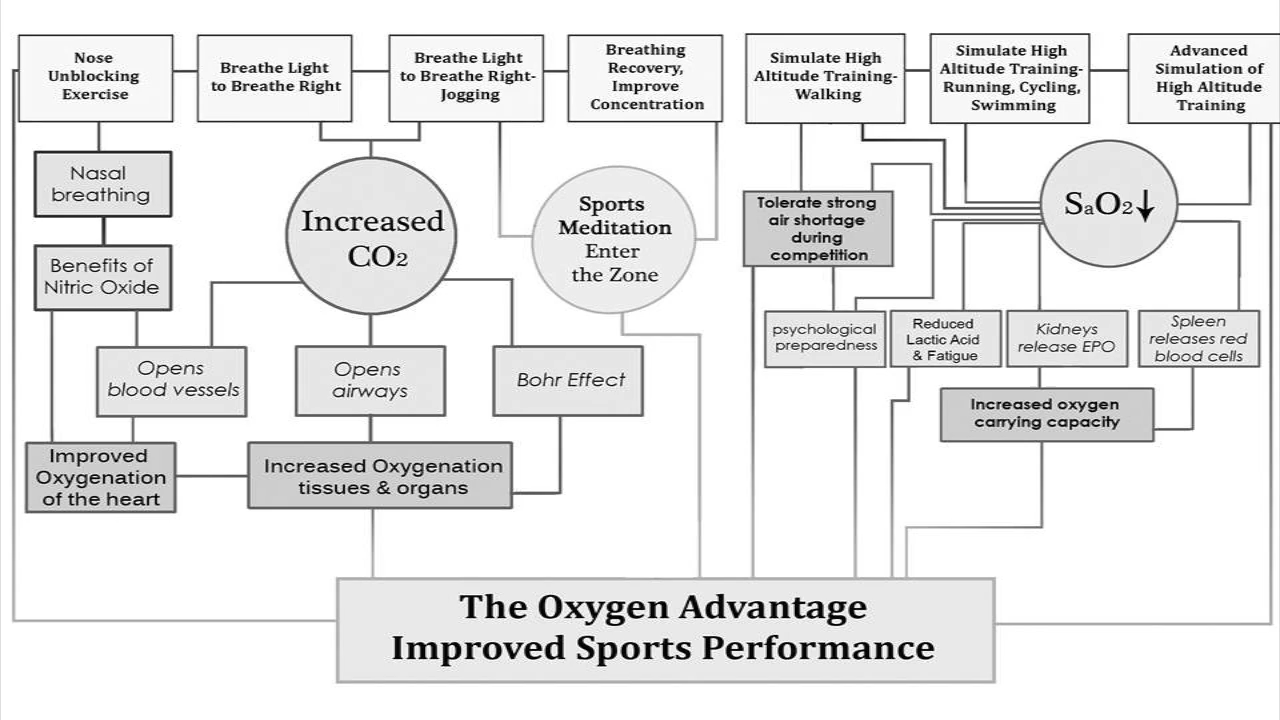 Nose
Unblocking
Exercise
Breathe Light
to Breathe Right
Breathe Light
to Breathe Right-
Jogging
Breathing
Recovery,
Improve
Concentration
Simulate High
Altitude Training-
Walking
Simulate High
Altitude Training-
Running, Cycling,
Swimming
Advanced
Simulation of
High Altitude
Training
Nasal
breathing
Increased
CO2
Sports
Meditation
Enter
the Zone
Tolerate strong
air shortage
during
competition
SaO2↓
Benefits of
Nitric Oxide
psychological
preparedness
Reduced
Lactic Acid
& Fatigue
Kidneys
release EPO
Spleen
releases red
blood cells
Opens
blood vessels
Opens
airways
Bohr Effect
Increased oxygen
carrying capacity
Improved
Oxygenation
of the heart
Increased Oxygenation
tissues & organs
The Oxygen Advantage
Improved Sports Performance